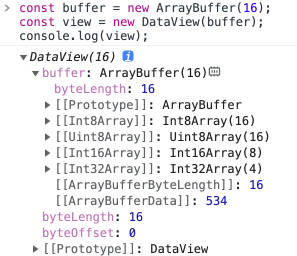 > const buffer = new ArrayBuffer(16);
const view = new DataView(buffer);
console.log(view);
▼ DataView(16) i
▼ buffer: ArrayBuffer(16)
byteLength: 16
▶ [[Prototype]]: ArrayBuffer
▶ [[Int8Array]]: Int8Array(16)
▶ [[Uint8Array]]: Uint8Array(16)
▶ [[Int16Array]]: Int16Array(8)
▶ [[Int32Array]]: Int32Array(4)
[[ArrayBufferByteLength]]: 16
[[ArrayBufferData]]: 534
byteLength: 16
byteOffset: 0
▶ [[Prototype]]: DataView